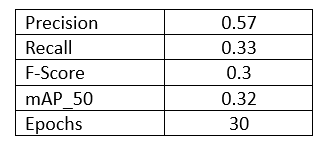 Precision 0.57
Recall 0.33
F-Score 0.3
mAP_50 0.32
Epochs 30